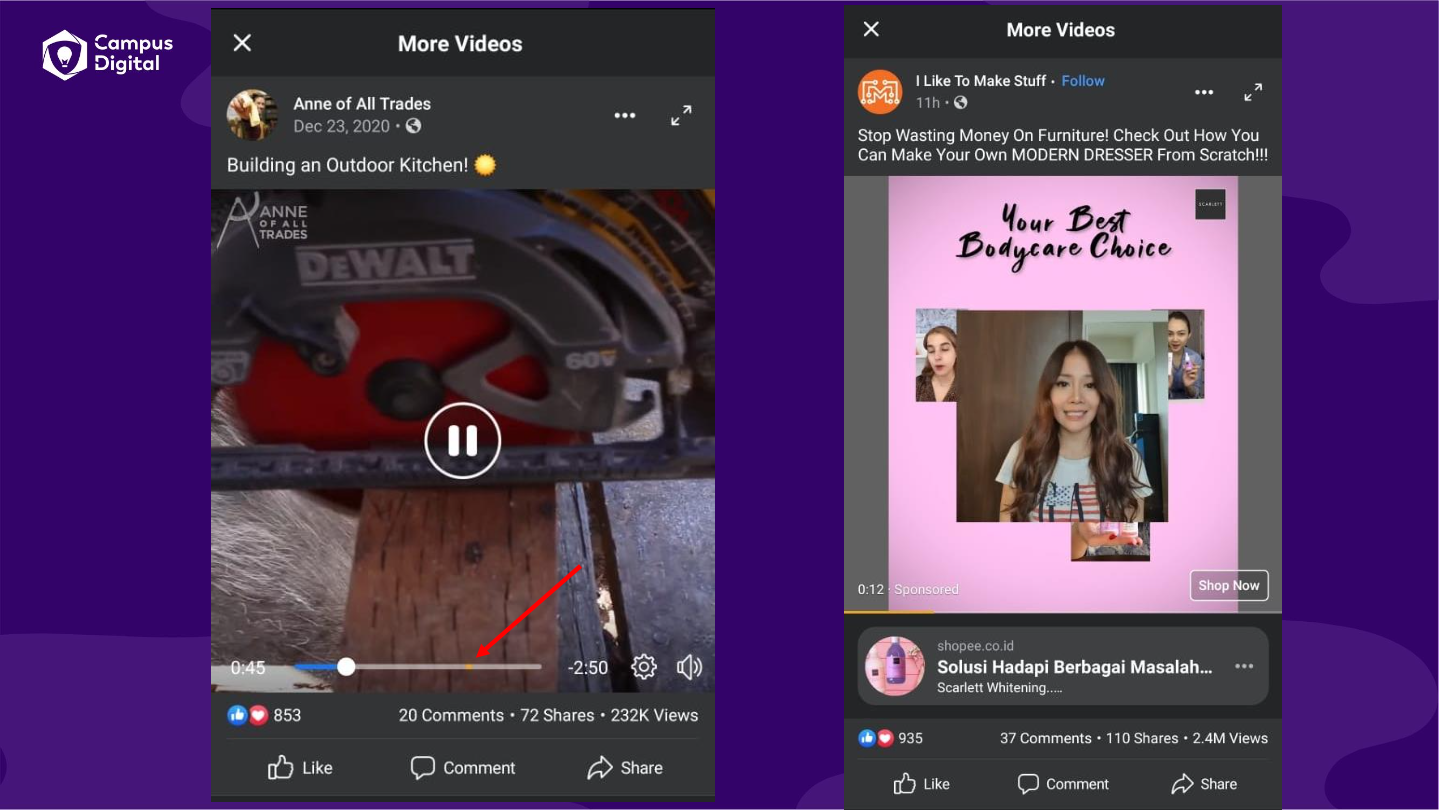 Campus
Digital
More Videos
Anne of All Trades
Dec 23, 2020 •
Building an Outdoor Kitchen!
ANNE
OF ALL
TRADES
DEWALT
60V
0:45
-2:50
853
20 Comments • 72 Shares • 232K Views
Like
Comment
Share
More Videos
I Like To Make Stuff • Follow
11h •
Stop Wasting Money On Furniture! Check Out How You
Can Make Your Own MODERN DRESSER From Scratch!!!
SCARLETT
Your Best
Bodycare Choice
0:12 · Sponsored
Shop Now
shopee.co.id
Solusi Hadapi Berbagai Masalah...
Scarlett Whitening.....
935
37 Comments • 110 Shares • 2.4M Views
Like
Comment
Share